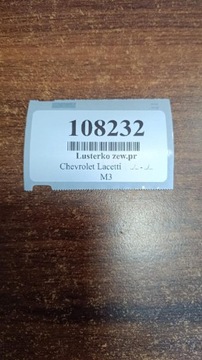 108232
Lusterko zew.pr
Chevrolet Lacetti
M3